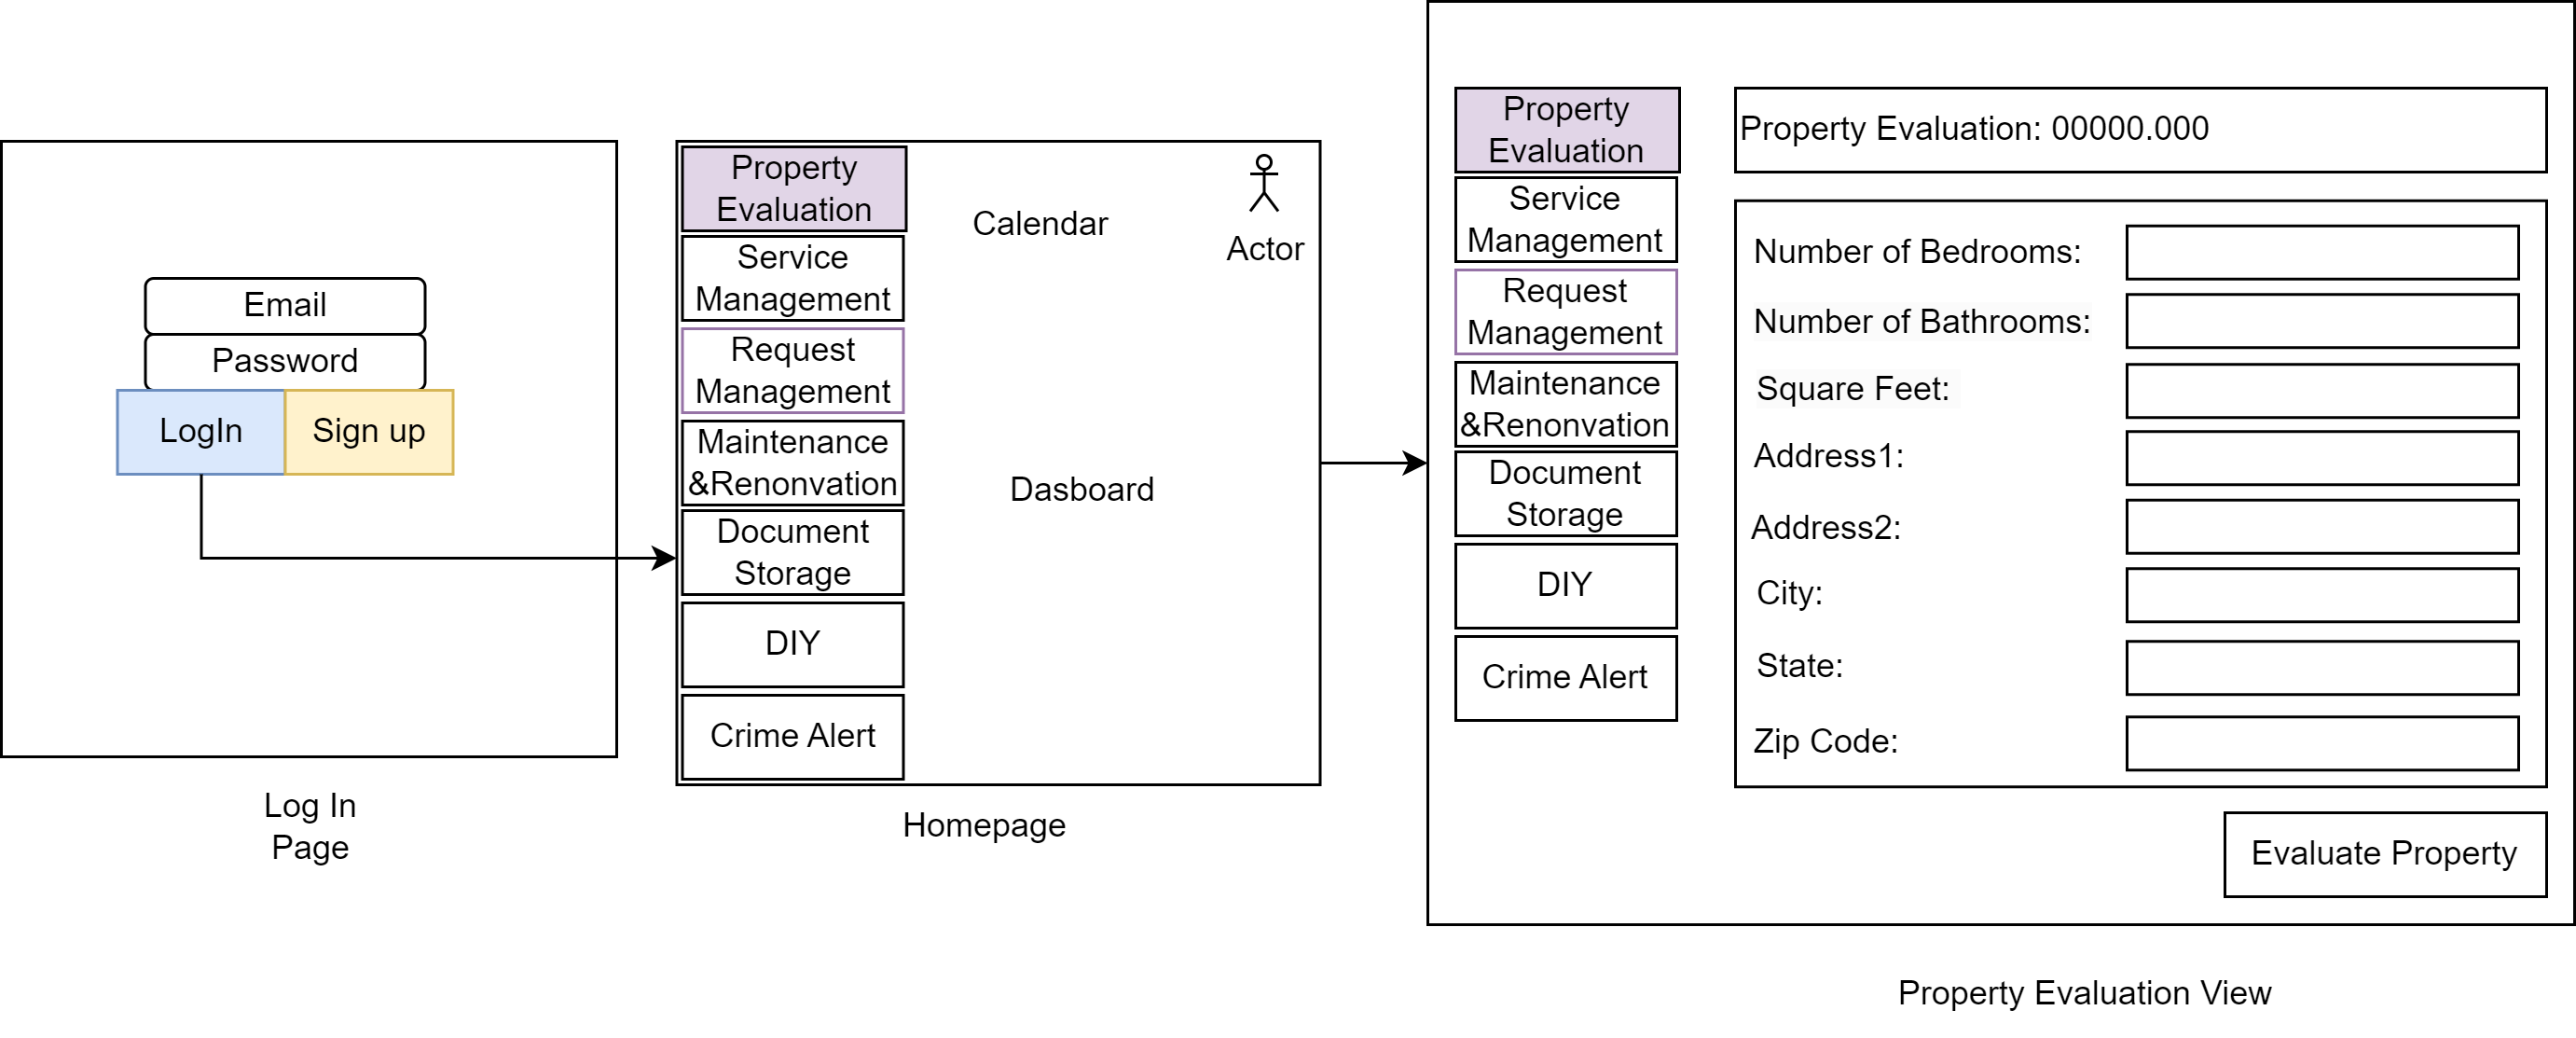 Email
Password
LogIn
Sign up
Log In
Page
Property
Evaluation
Service
Management
Request
Management
Maintenance
&Renonvation
Document
Storage
DIY
Crime Alert
Calendar
Actor
Dasboard
Homepage
Property
Evaluation
Service
Management
Request
Management
Maintenance
&Renonvation
Document
Storage
DIY
Crime Alert
Property Evaluation: 00000.000
Number of Bedrooms:
Number of Bathrooms:
Square Feet:
Address1:
Address2:
City:
State:
Zip Code:
Evaluate Property
Property Evaluation View